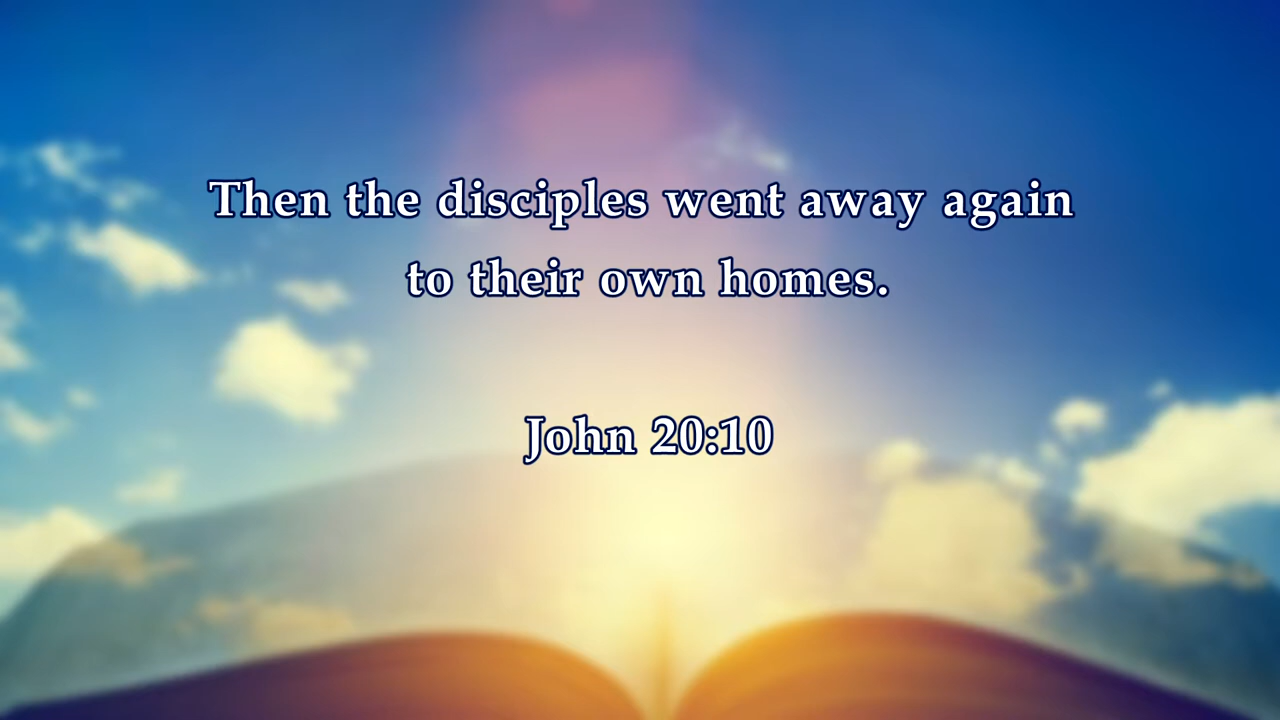 Then the disciples went away again
to their own homes.
John 20:10